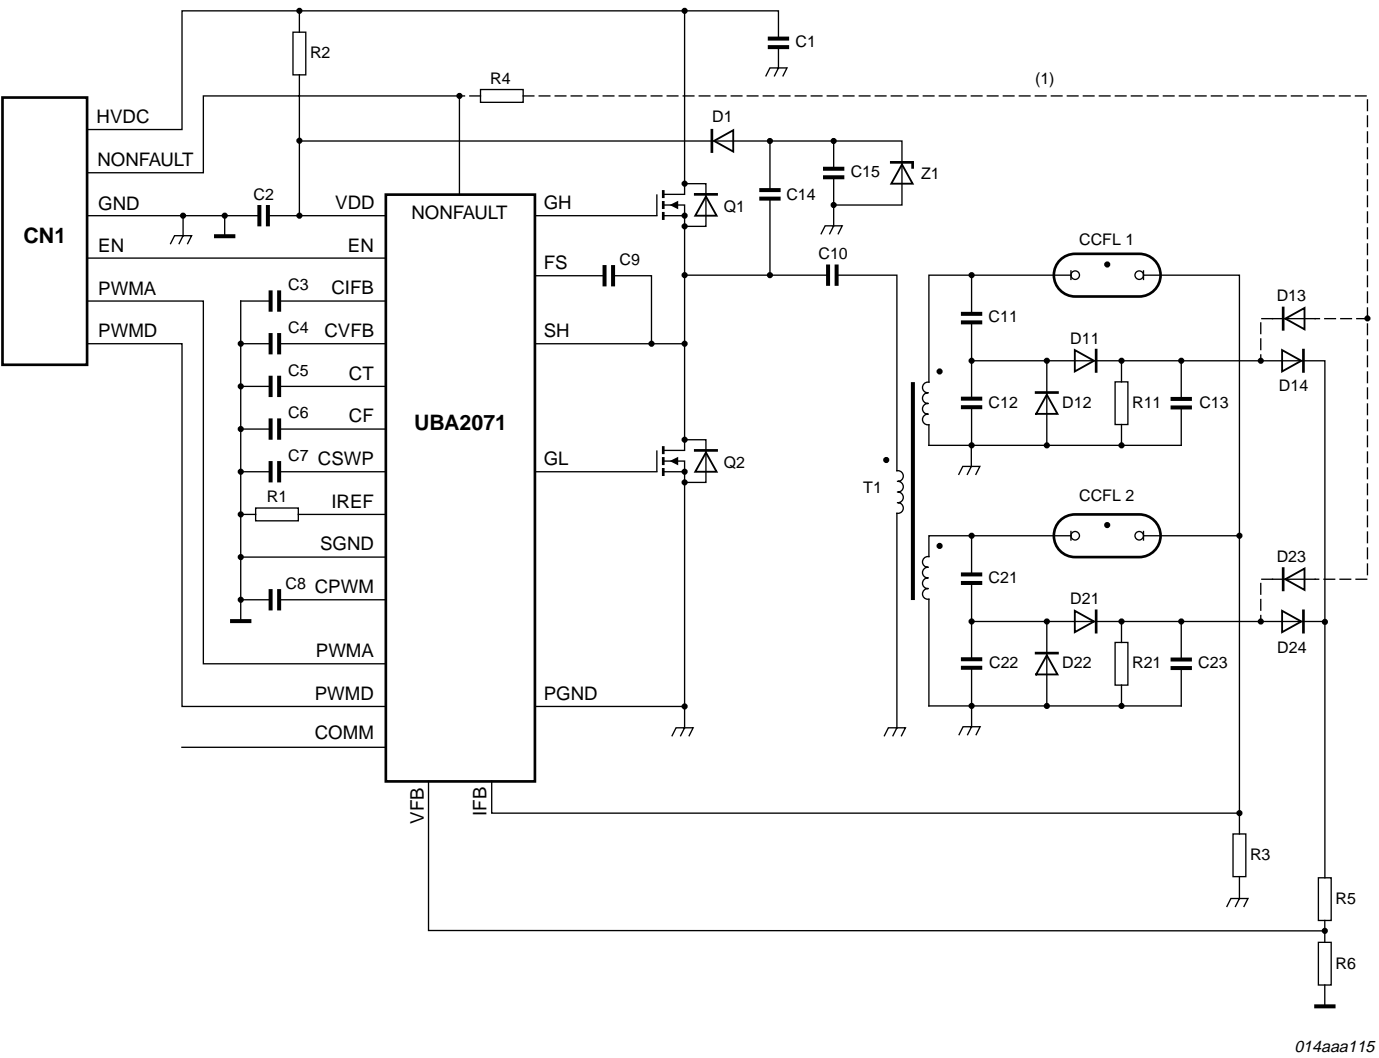 C1
R2
R4
(1)
HVDC
D1
NONFAULT
C15
Z1
C14
GND
C2
VDD
NONFAULT
GH
Q1
CN1
EN
EN
FS
C9
C10
CCFL 1
PWMA
C3
CIFB
D13
C11
PWMD
C4
CVFB
SH
D11
D14
C5
CT
C12
D12
R11
C13
C6
CF
UBA2071
C7
CSWP
GL
Q2
T1
R1
IREF
CCFL 2
SGND
D23
C21
C8
CPWM
D21
D24
PWMA
C22
D22
R21
C23
PWMD
PGND
COMM
VFB
IFB
R3
R5
R6
014aaa115